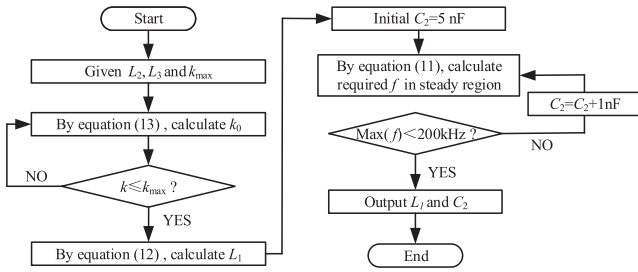 Start
Given L₂, L₃ and kmax
By equation (13) , calculate k₀
NO
k≤kmax ?
YES
By equation (12) , calculate L₁
Initial C₂=5 nF
By equation (11), calculate
required f in steady region
C₂=C₂+1nF
Max(f)<200kHz ?
NO
YES
Output L₁ and C₂
End